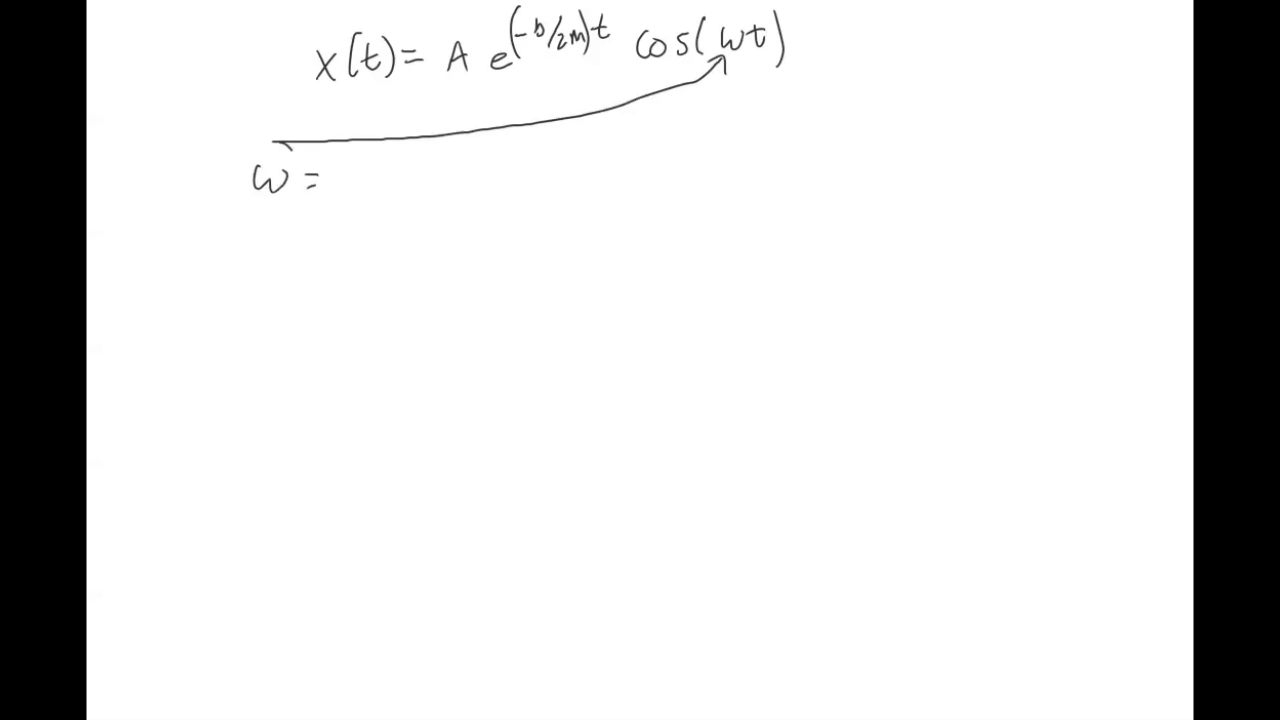 x(t) = A e^(-b/2m)t cos(ωt)
ω =